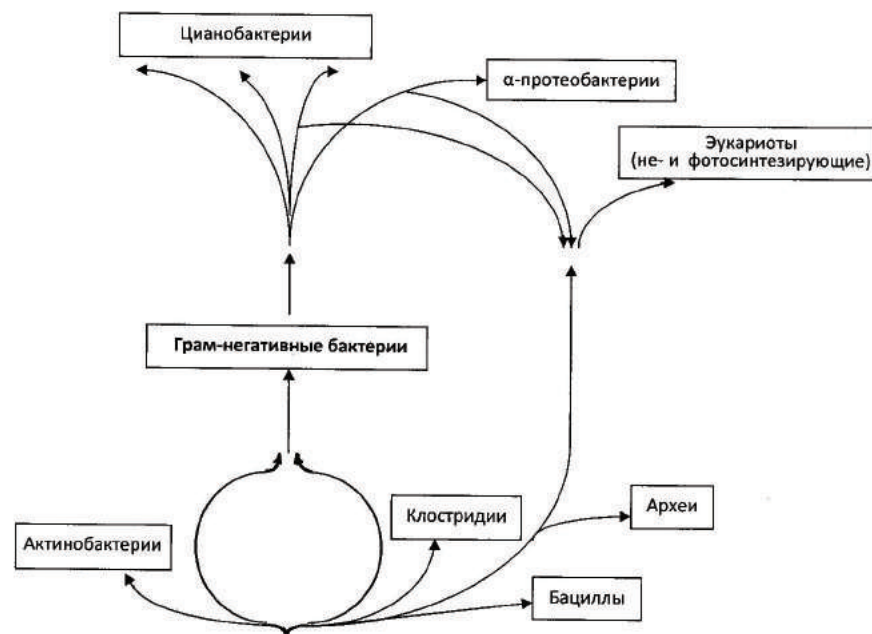 Цианобактерии
α-протеобактерии
Эукариоты
(не- и фотосинтезирующие)
Грам-негативные бактерии
Клостридии
Археи
Актинобактерии
Бациллы